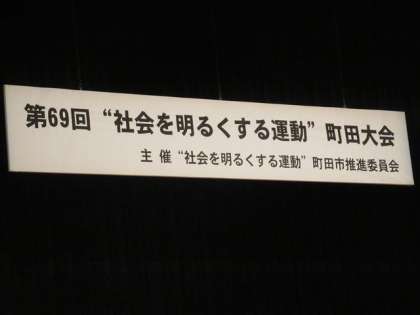 第69回“社会を明るくする運動”町田大会
主 催 “社会を明るくする運動”町田市推進委員会